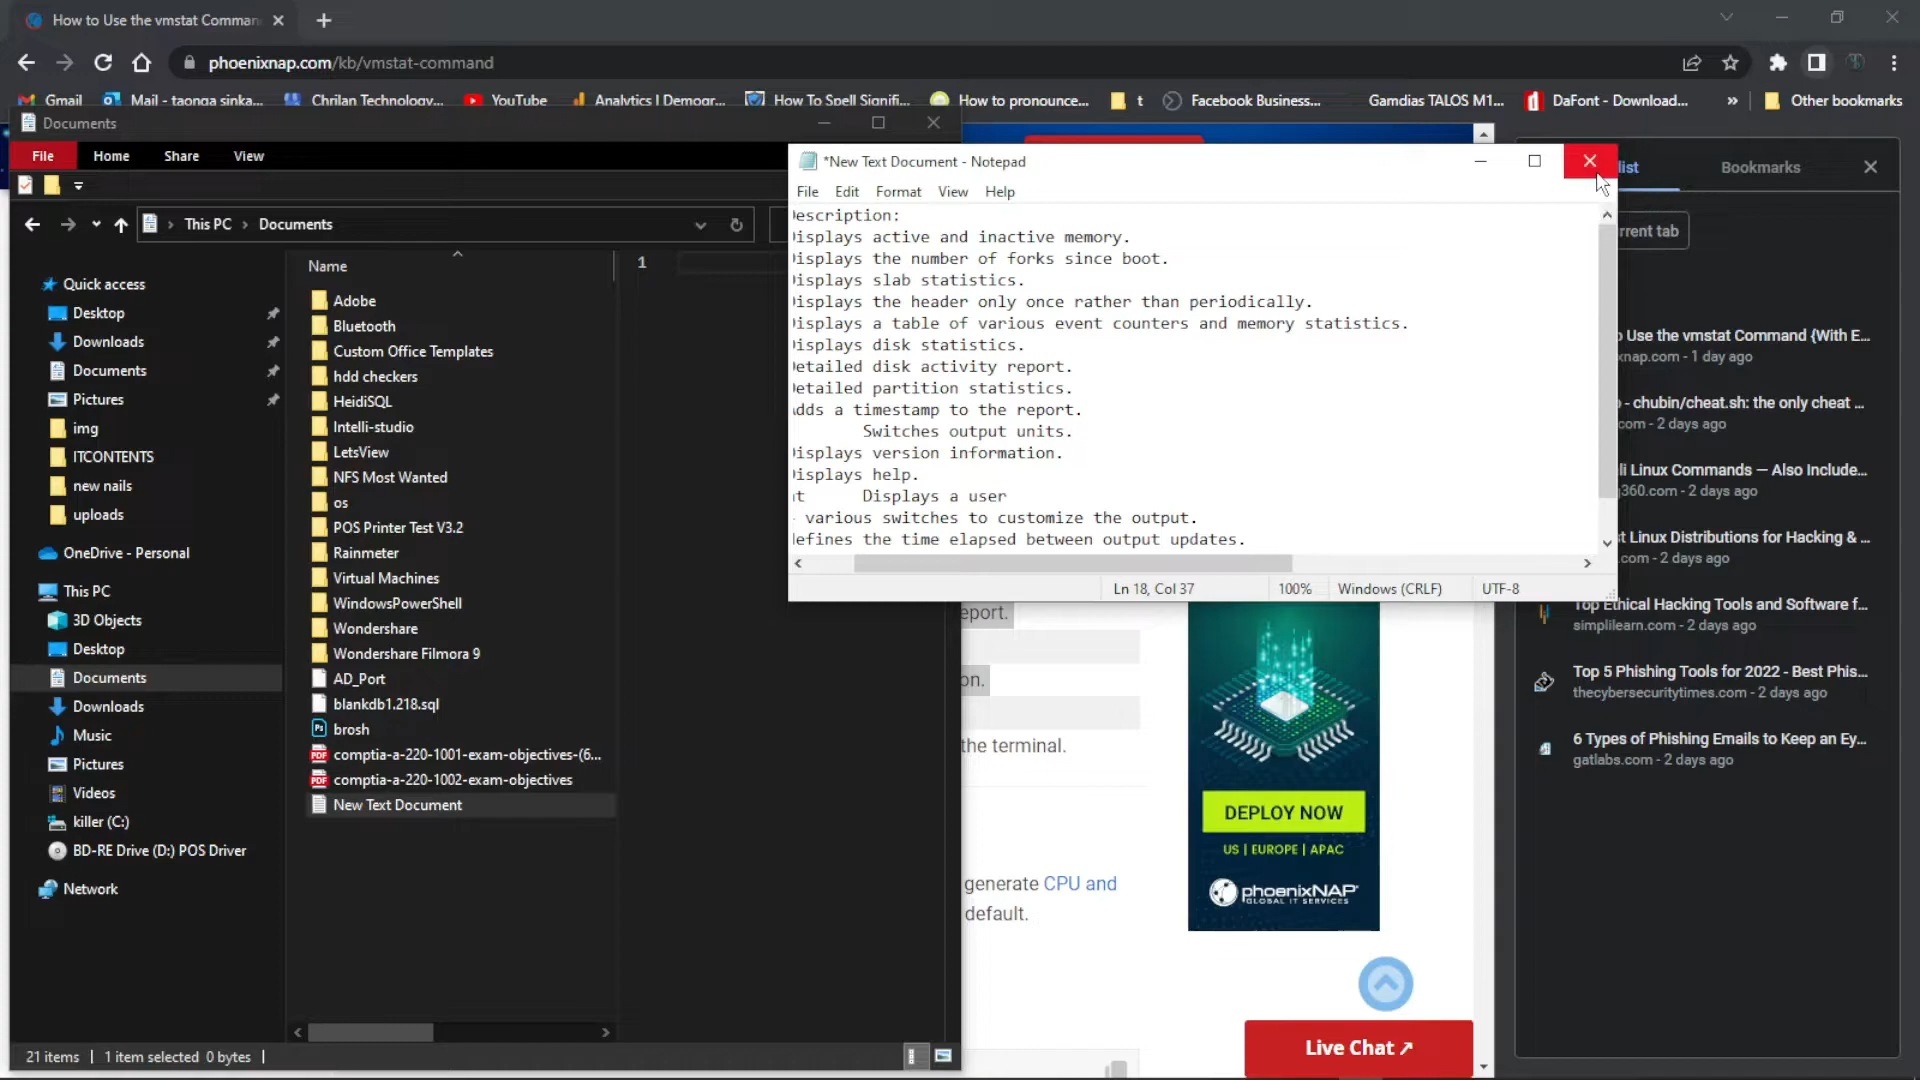 How to Use the vmstat Comman
phoenixnap.com/kb/vmstat-command
Gmail
Mail - taonga sinka...
Chrilan Technology...
YouTube
Analytics | Demogr...
How To Spell Signifi...
How to pronounce...
t
Facebook Business...
Gamdias TALOS M1...
DaFont - Download...
»
Other bookmarks
Documents
File
Home
Share
View
This PC
Documents
Name
Quick access
Desktop
Downloads
Documents
Pictures
img
ITCONTENTS
new nails
uploads
OneDrive - Personal
This PC
3D Objects
Desktop
Documents
Downloads
Music
Pictures
Videos
killer (C:)
BD-RE Drive (D:) POS Driver
Network
Adobe
Bluetooth
Custom Office Templates
hdd checkers
HeidiSQL
Intelli-studio
LetsView
NFS Most Wanted
os
POS Printer Test V3.2
Rainmeter
Virtual Machines
WindowsPowerShell
Wondershare
Wondershare Filmora 9
AD_Port
blankdb1.218.sql
brosh
comptia-a-220-1001-exam-objectives-(6...
comptia-a-220-1002-exam-objectives
New Text Document
1
21 items
1 item selected 0 bytes
*New Text Document - Notepad
File
Edit
Format
View
Help
escription:
isplays active and inactive memory.
isplays the number of forks since boot.
isplays slab statistics.
isplays the header only once rather than periodically.
isplays a table of various event counters and memory statistics.
isplays disk statistics.
etailed disk activity report.
etailed partition statistics.
dds a timestamp to the report.
Switches output units.
isplays version information.
isplays help.
t Displays a user
various switches to customize the output.
efines the time elapsed between output updates.
Ln 18, Col 37
100%
Windows (CRLF)
UTF-8
eport.
on.
the terminal.
generate CPU and
default.
DEPLOY NOW
US | EUROPE | APAC
phoenixNAP
GLOBAL IT SERVICES
Live Chat
list
Bookmarks
rrent tab
Use the vmstat Command {With E...
xnap.com - 1 day ago
- chubin/cheat.sh: the only cheat ...
com - 2 days ago
li Linux Commands — Also Include...
360.com - 2 days ago
t Linux Distributions for Hacking & ...
com - 2 days ago
Top Ethical Hacking Tools and Software f...
simplilearn.com - 2 days ago
Top 5 Phishing Tools for 2022 - Best Phis...
thecybersecuritytimes.com - 2 days ago
6 Types of Phishing Emails to Keep an Ey...
gatlabs.com - 2 days ago